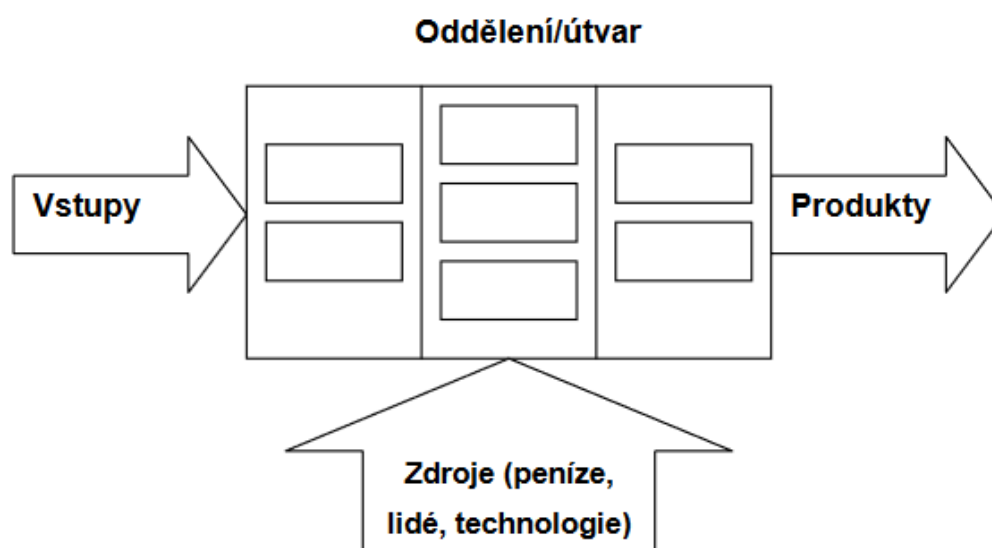 Oddělení/útvar
Vstupy
Produkty
Zdroje (peníze,
lidé, technologie)